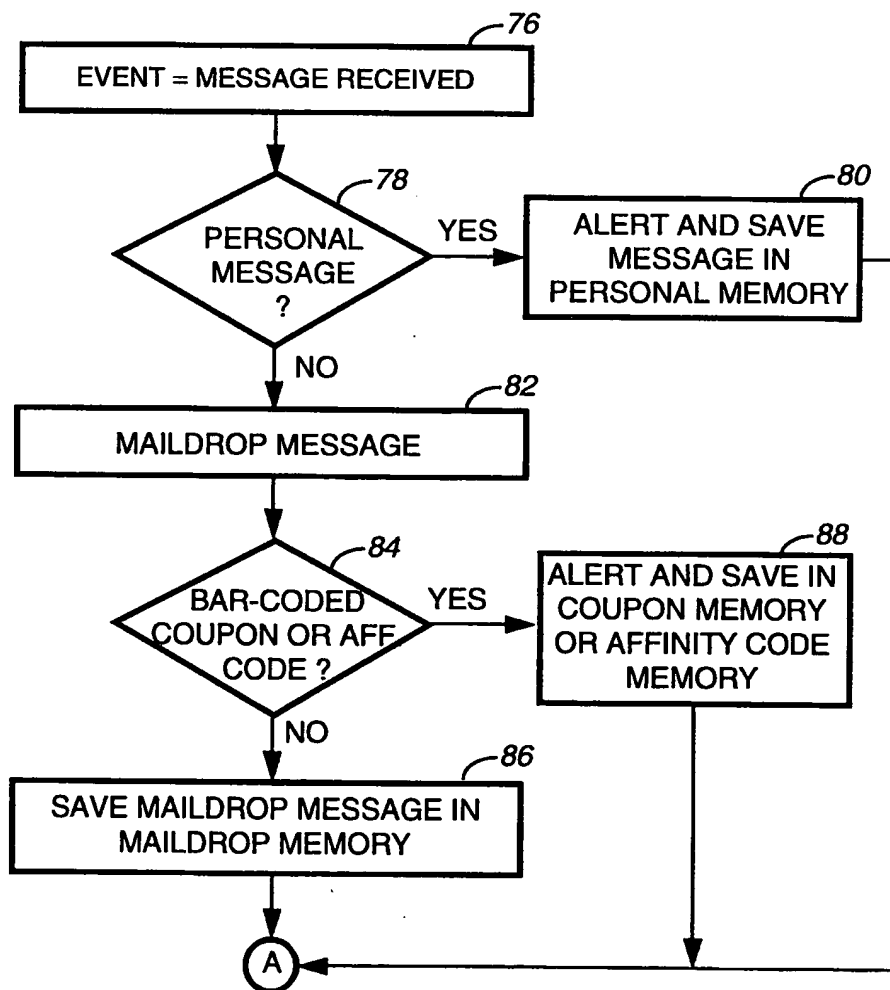 76
EVENT = MESSAGE RECEIVED
78
PERSONAL
MESSAGE
?
YES
80
ALERT AND SAVE
MESSAGE IN
PERSONAL MEMORY
NO
82
MAILDROP MESSAGE
84
BAR-CODED
COUPON OR AFF
CODE ?
YES
88
ALERT AND SAVE IN
COUPON MEMORY
OR AFFINITY CODE
MEMORY
NO
86
SAVE MAILDROP MESSAGE IN
MAILDROP MEMORY
A